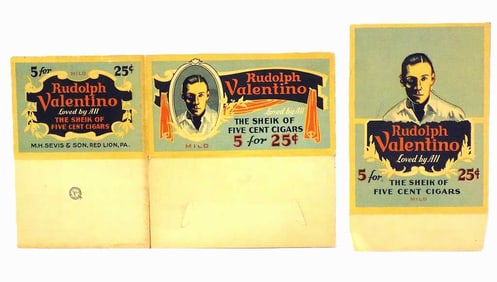 5 for MILD 25¢
Rudolph
Valentino
Loved by All
THE SHEIK OF
FIVE CENT CIGARS
M.H. SEVIS & SON, RED LION, PA.
Rudolph
Valentino
Loved by All
THE SHEIK OF
FIVE CENT CIGARS
MILD 5 for 25¢
Rudolph
Valentino
Loved by All
5 for THE SHEIK OF 25¢
FIVE CENT CIGARS
MILD